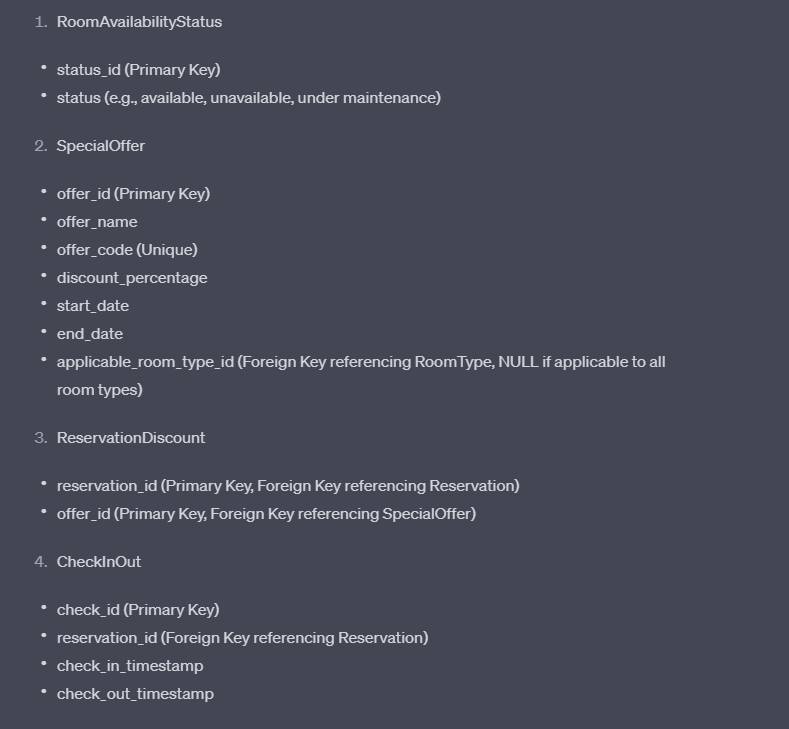 1. RoomAvailabilityStatus
• status_id (Primary Key)
• status (e.g., available, unavailable, under maintenance)
2. SpecialOffer
• offer_id (Primary Key)
• offer_name
• offer_code (Unique)
• discount_percentage
• start_date
• end_date
• applicable_room_type_id (Foreign Key referencing RoomType, NULL if applicable to all
room types)
3. ReservationDiscount
• reservation_id (Primary Key, Foreign Key referencing Reservation)
• offer_id (Primary Key, Foreign Key referencing SpecialOffer)
4. CheckInOut
• check_id (Primary Key)
• reservation_id (Foreign Key referencing Reservation)
• check_in_timestamp
• check_out_timestamp